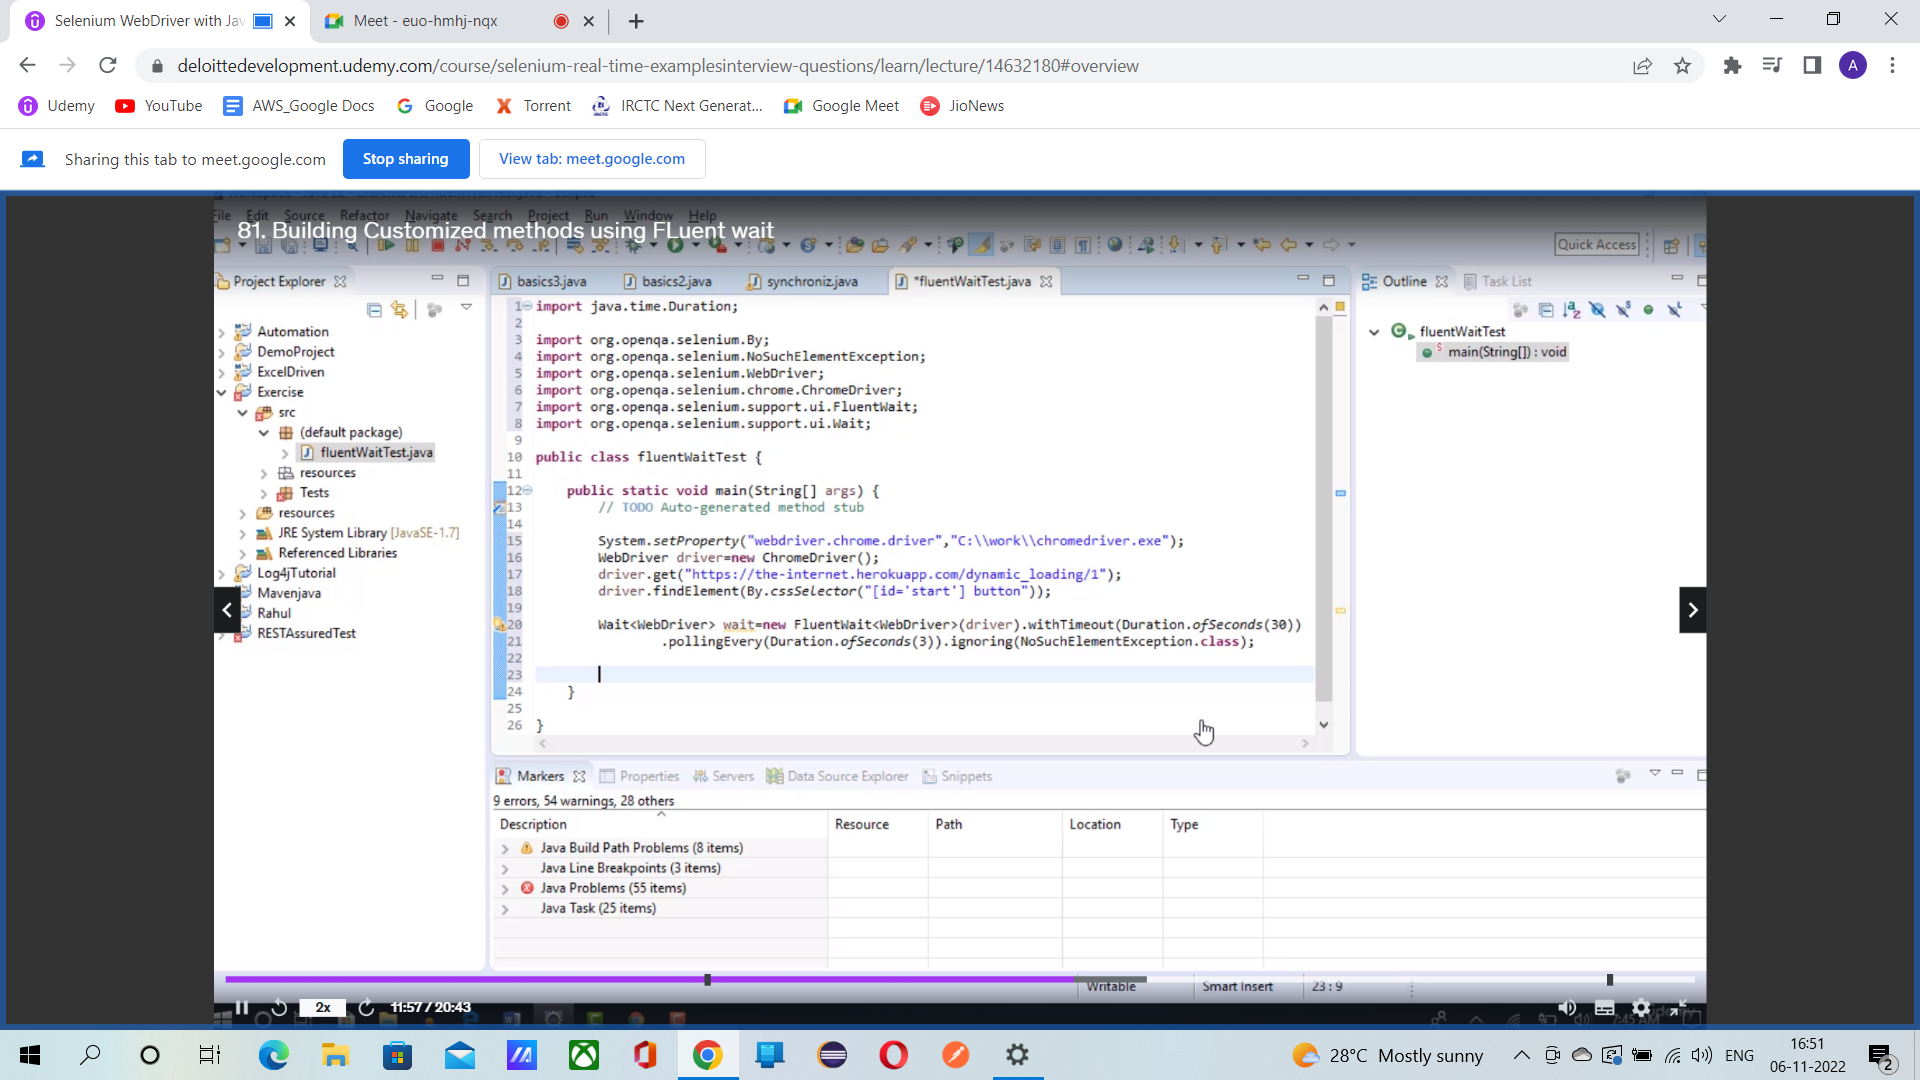 Selenium WebDriver with Jav
Meet - euo-hmhj-nqx
deloittedevelopment.udemy.com/course/selenium-real-time-examplesinterview-questions/learn/lecture/14632180#overview
A
Udemy
YouTube
AWS_Google Docs
Google
Torrent
IRCTC Next Generat...
Google Meet
JioNews
Sharing this tab to meet.google.com
Stop sharing
View tab: meet.google.com
File Edit Source Refactor Navigate Search Project Run Window Help
81. Building Customized methods using FLuent wait
Quick Access
Project Explorer
basics3.java
basics2.java
synchroniz.java
*fluentWaitTest.java
Outline
Task List
Automation
DemoProject
ExcelDriven
Exercise
src
(default package)
fluentWaitTest.java
resources
Tests
resources
JRE System Library [JavaSE-1.7]
Referenced Libraries
Log4jTutorial
Mavenjava
Rahul
RESTAssuredTest
1 import java.time.Duration;
2
3 import org.openqa.selenium.By;
4 import org.openqa.selenium.NoSuchElementException;
5 import org.openqa.selenium.WebDriver;
6 import org.openqa.selenium.chrome.ChromeDriver;
7 import org.openqa.selenium.support.ui.FluentWait;
8 import org.openqa.selenium.support.ui.Wait;
9
10 public class fluentWaitTest {
11
12 public static void main(String[] args) {
13 // TODO Auto-generated method stub
14
15 System.setProperty("webdriver.chrome.driver","C:\\work\\chromedriver.exe");
16 WebDriver driver=new ChromeDriver();
17 driver.get("https://the-internet.herokuapp.com/dynamic_loading/1");
18 driver.findElement(By.cssSelector("[id='start'] button"));
19
20 Wait<WebDriver> wait=new FluentWait<WebDriver>(driver).withTimeout(Duration.ofSeconds(30))
21 .pollingEvery(Duration.ofSeconds(3)).ignoring(NoSuchElementException.class);
22
23
24 }
25
26 }
fluentWaitTest
main(String[]) : void
Markers
Properties
Servers
Data Source Explorer
Snippets
9 errors, 54 warnings, 28 others
Description Resource Path Location Type
Java Build Path Problems (8 items)
Java Line Breakpoints (3 items)
Java Problems (55 items)
Java Task (25 items)
Writable
Smart Insert
23 : 9
2x
11:57 / 20:43
28°C Mostly sunny
ENG
16:51
06-11-2022
2